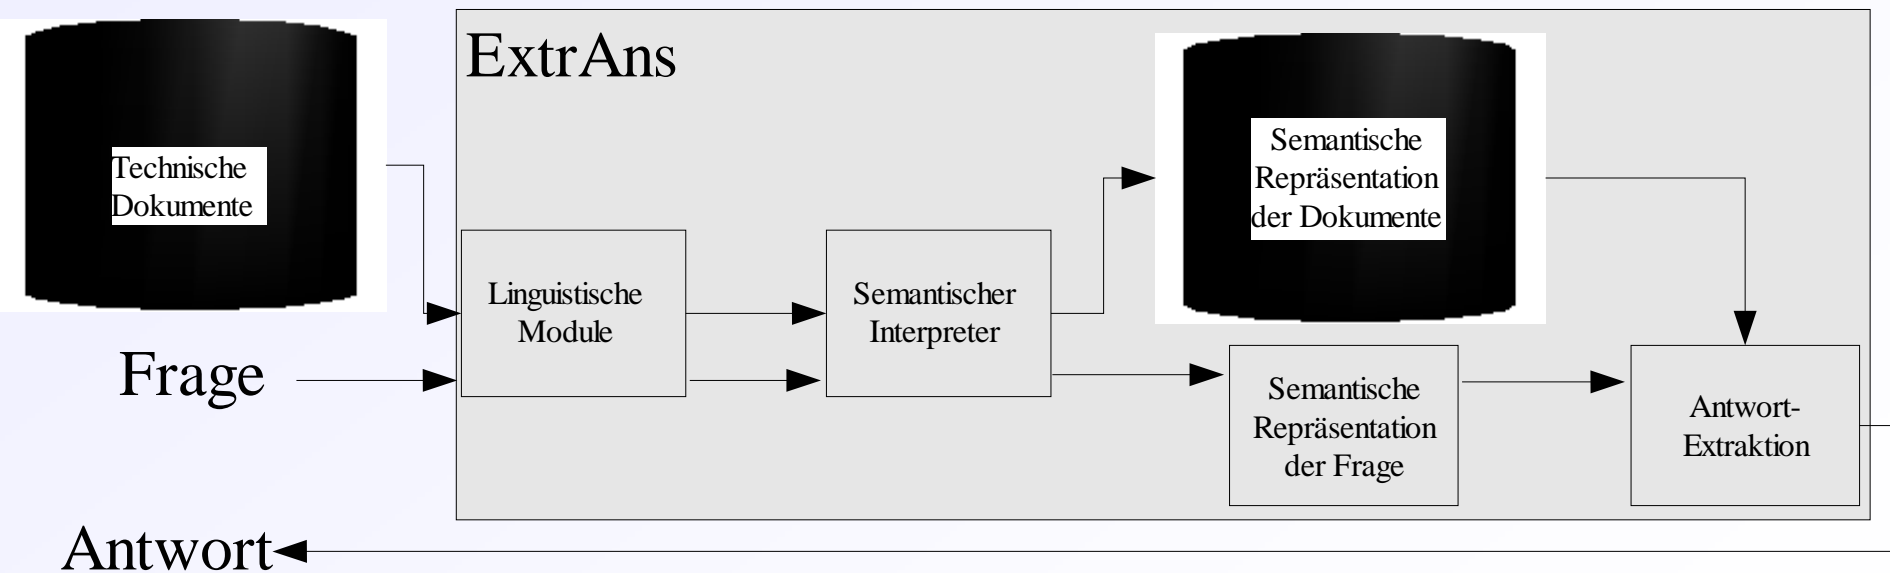 ExtrAns
Technische
Dokumente
Semantische
Repräsentation
der Dokumente
Linguistische
Module
Semantischer
Interpreter
Frage
Semantische
Repräsentation
der Frage
Antwort-
Extraktion
Antwort